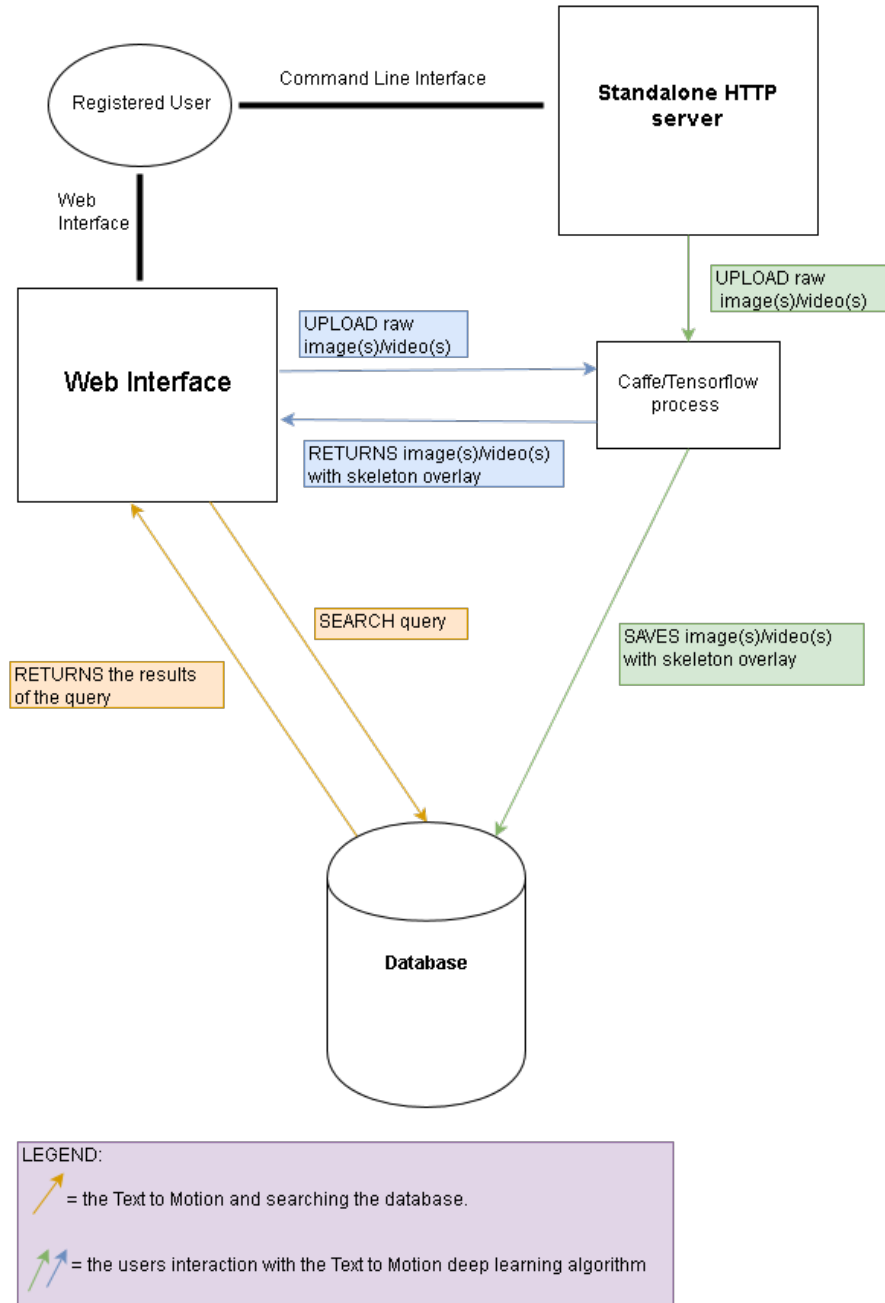 Registered User
Command Line Interface
Standalone HTTP
server
Web
Interface
UPLOAD raw
image(s)/video(s)
UPLOAD raw
image(s)/video(s)
Web Interface
Caffe/Tensorflow
process
RETURNS image(s)/video(s)
with skeleton overlay
SEARCH query
SAVES image(s)/video(s)
with skeleton overlay
RETURNS the results
of the query
Database
LEGEND:
= the Text to Motion and searching the database.
= the users interaction with the Text to Motion deep learning algorithm